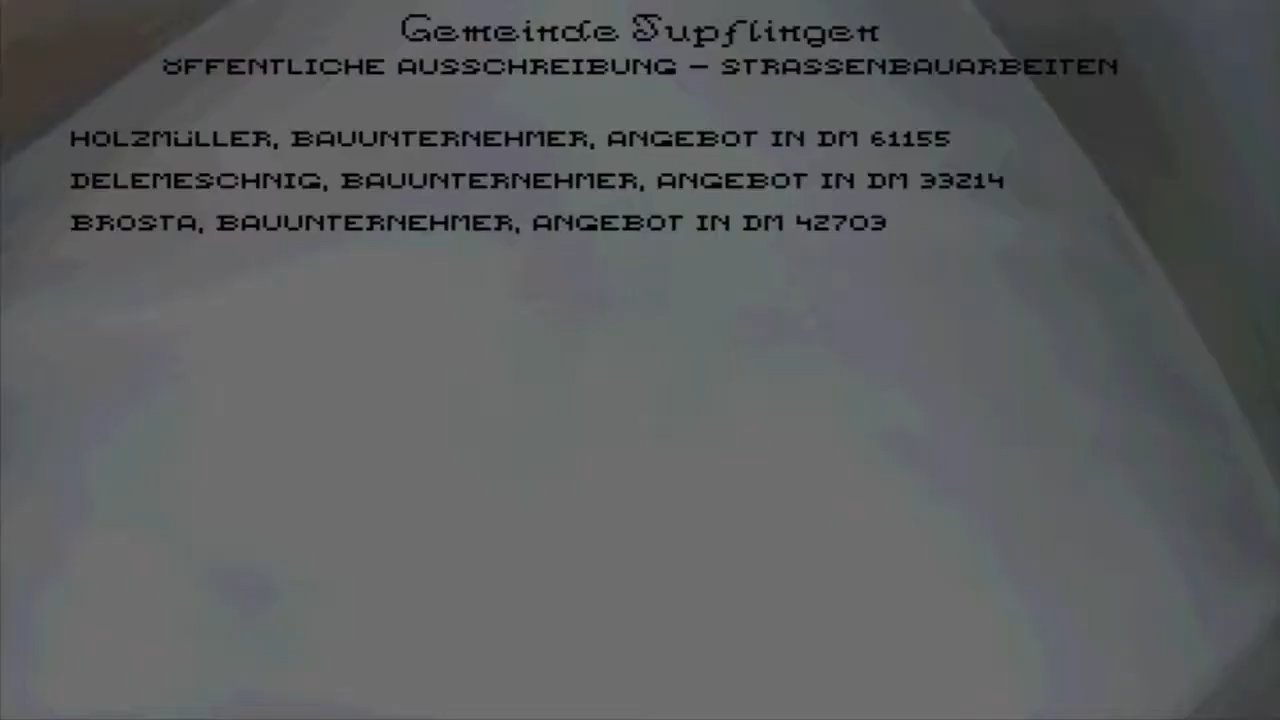 Gemeinde Tupflingen
ÖFFENTLICHE AUSSCHREIBUNG - STRASSENBAUARBEITEN
HOLZMÜLLER, BAUUNTERNEHMER, ANGEBOT IN DM 61155
DELEMESCHNIG, BAUUNTERNEHMER, ANGEBOT IN DM 33214
BROSTA, BAUUNTERNEHMER, ANGEBOT IN DM 42703